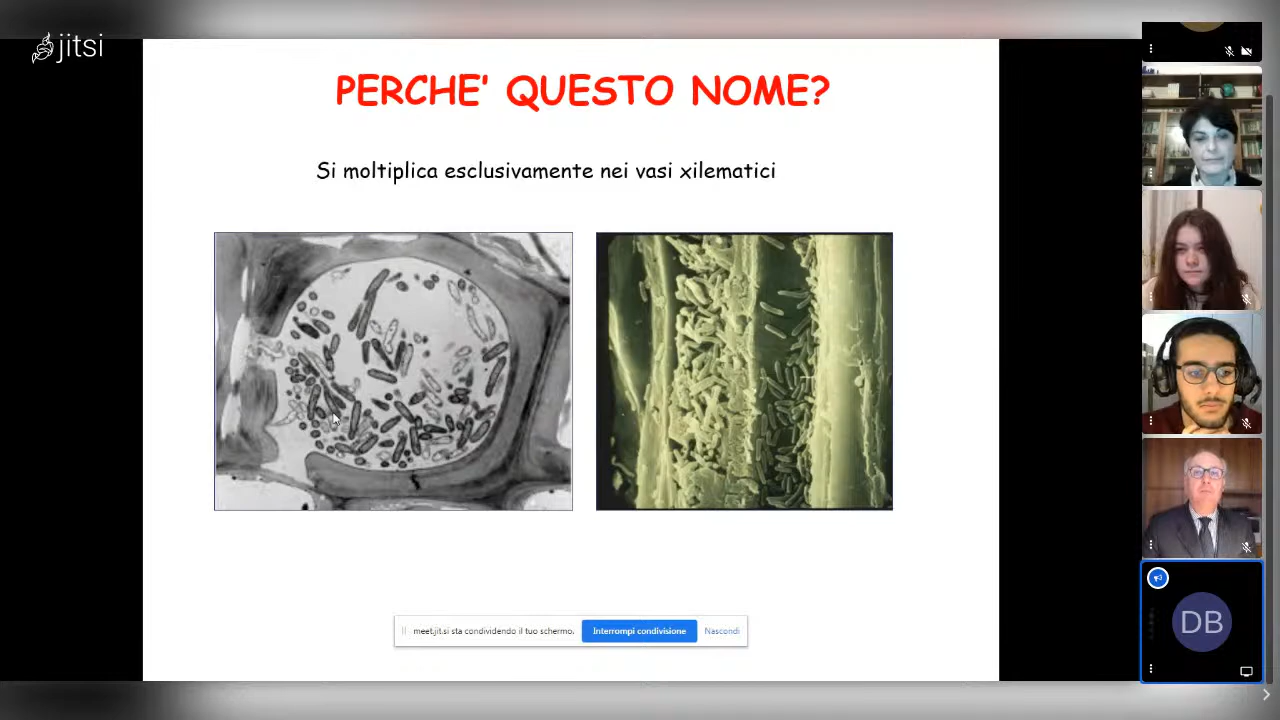 jitsi
PERCHE' QUESTO NOME?
Si moltiplica esclusivamente nei vasi xilematici
meet.jit.si sta condividendo il tuo schermo.
Interrompi condivisione
Nascondi
DB